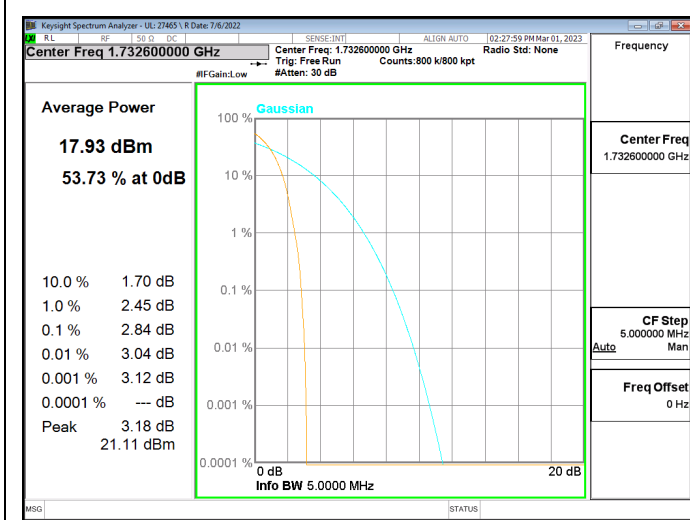 Keysight Spectrum Analyzer - UL: 27465 \ R Date: 7/6/2022
LXI RL RF 50 Ω DC SENSE:INT ALIGN AUTO 02:27:59 PM Mar 01, 2023
Center Freq 1.732600000 GHz
Center Freq: 1.732600000 GHz Radio Std: None
Trig: Free Run Counts:800 k/800 kpt
#IFGain:Low #Atten: 30 dB
Average Power
17.93 dBm
53.73 % at 0dB
10.0 % 1.70 dB
1.0 % 2.45 dB
0.1 % 2.84 dB
0.01 % 3.04 dB
0.001 % 3.12 dB
0.0001 % --- dB
Peak 3.18 dB
21.11 dBm
Gaussian
100 %
10 %
1 %
0.1 %
0.01 %
0.001 %
0.0001 %
0 dB 20 dB
Info BW 5.0000 MHz
Frequency
Center Freq
1.732600000 GHz
CF Step
5.000000 MHz
Auto Man
Freq Offset
0 Hz
MSG STATUS